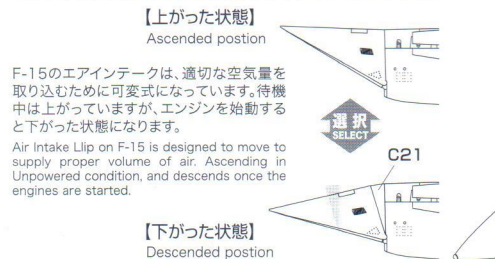 【上がった状態】
Ascended postion
F-15のエアインテークは、適切な空気量を
取り込むために可変式になっています。待機
中は上がっていますが、エンジンを始動する
と下がった状態になります。
Air Intake Llip on F-15 is designed to move to
supply proper volume of air. Ascending in
Unpowered condition, and descends once the
engines are started.
選択
SELECT
C21
【下がった状態】
Descended postion